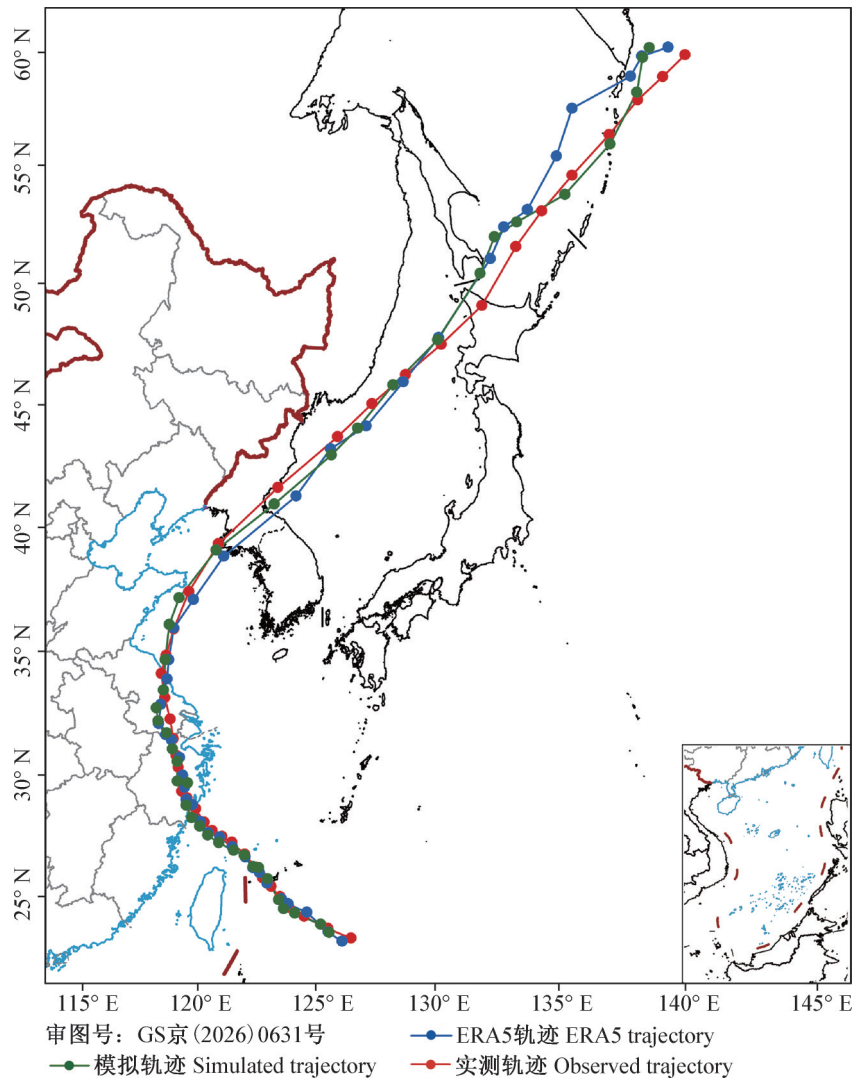 60° N
55° N
50° N
45° N
40° N
35° N
30° N
25° N
115° E 120° E 125° E 130° E 135° E 140° E 145° E
审图号：GS京(2026)0631号
ERA5轨迹 ERA5 trajectory
模拟轨迹 Simulated trajectory
实测轨迹 Observed trajectory